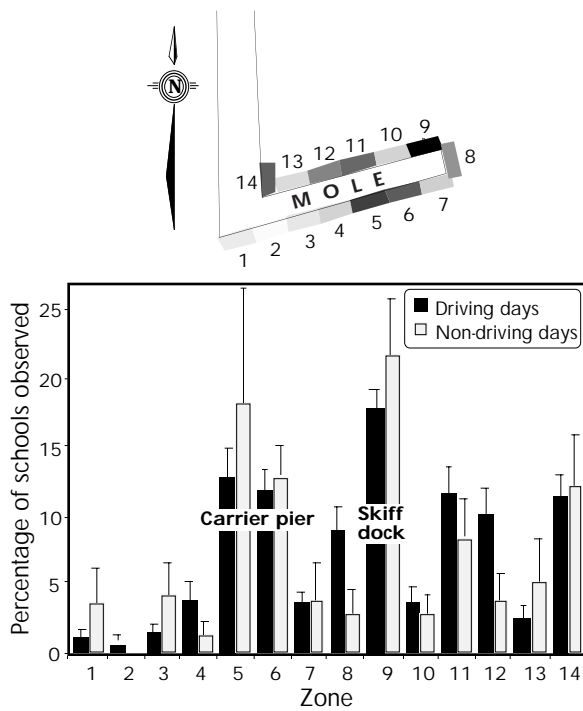 N
14
13
12
11
10
9
8
MOLE
1
2
3
4
5
6
7
Percentage of schools observed
25
20
15
10
5
0
Driving days
Non-driving days
Carrier pier
Skiff
dock
1 2 3 4 5 6 7 8 9 10 11 12 13 14
Zone